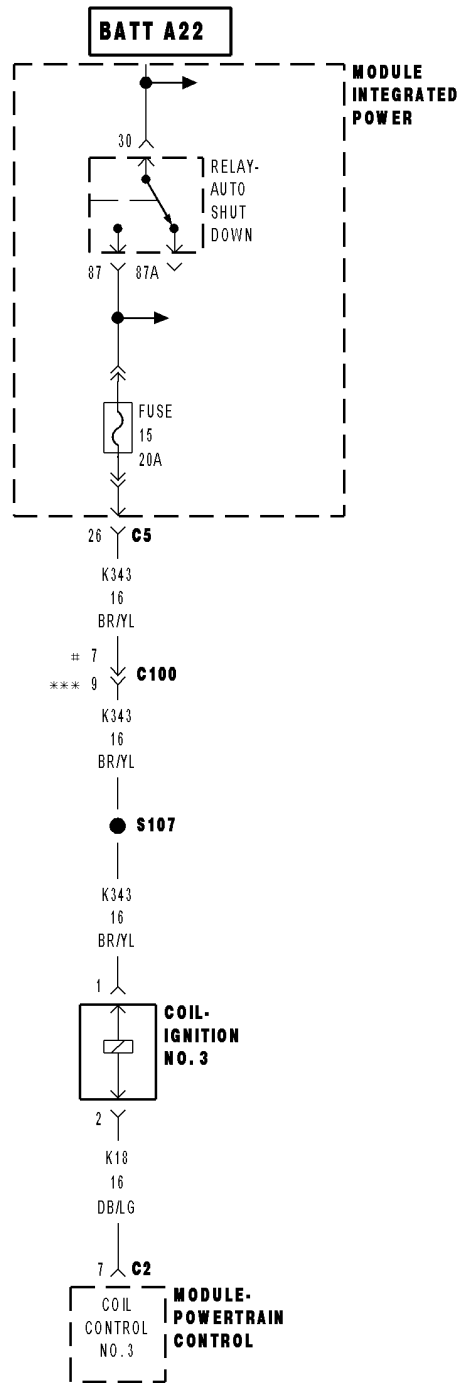 BATT A22
MODULE
INTEGRATED
POWER
30
RELAY-
AUTO
SHUT
DOWN
87 87A
FUSE
15
20A
26 C5
K343
16
BR/YL
# 7
*** 9
C100
K343
16
BR/YL
S107
K343
16
BR/YL
1
COIL-
IGNITION
NO.3
2
K18
16
DB/LG
7 C2
COIL
CONTROL
NO.3
MODULE-
POWERTRAIN
CONTROL